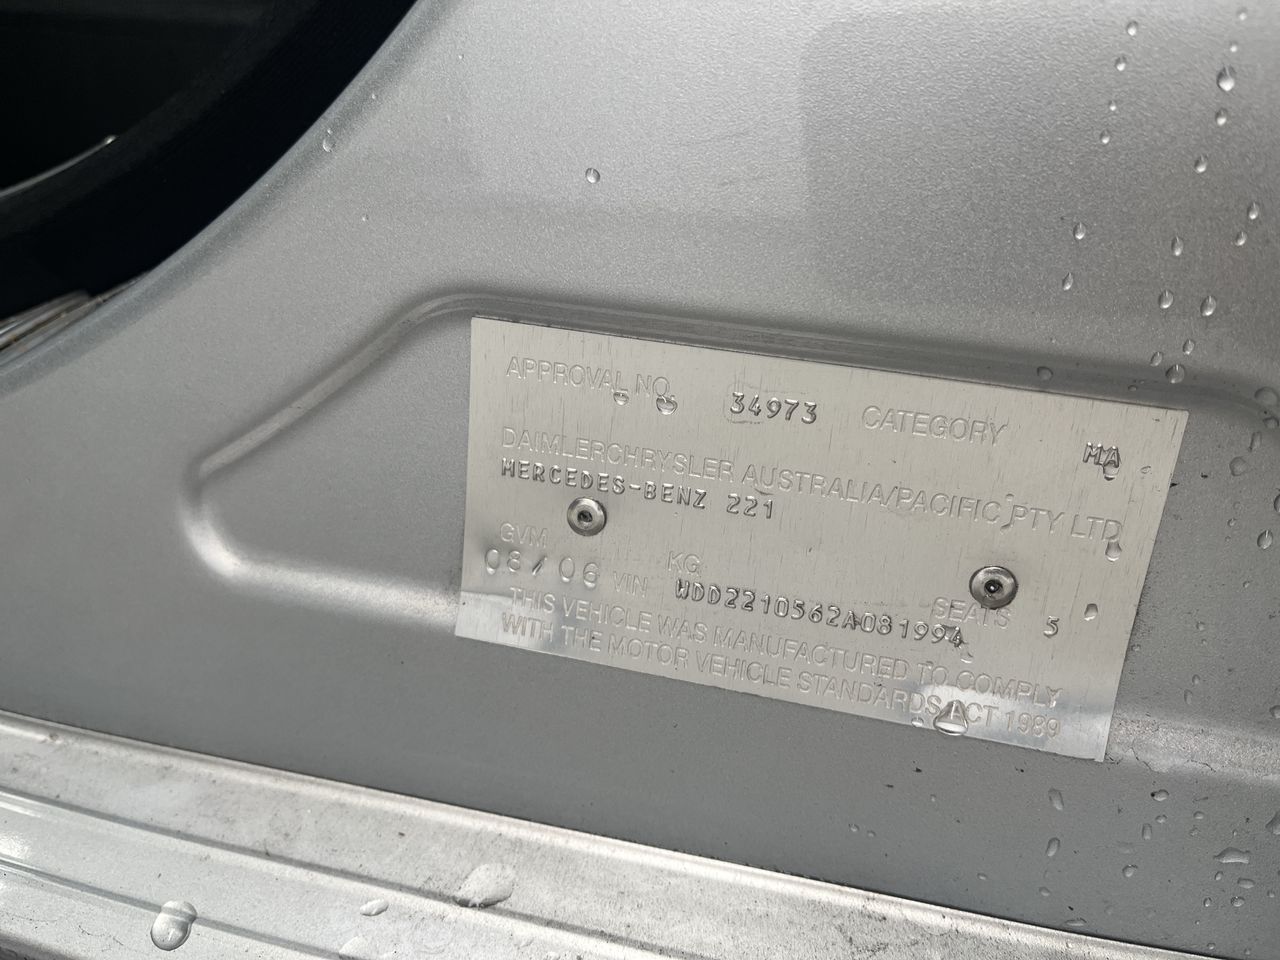 APPROVAL NO. 34973 CATEGORY MA
DAIMLERCHRYSLER AUSTRALIA/PACIFIC PTY LTD
MERCEDES-BENZ 221
GVM KG SEATS 5
08/06 VIN WDD2210562A081994
THIS VEHICLE WAS MANUFACTURED TO COMPLY
WITH THE MOTOR VEHICLE STANDARDS ACT 1989